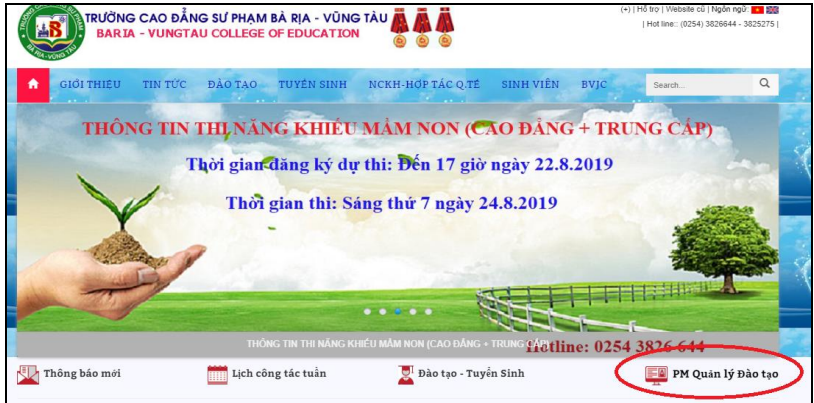 (+) | Hỗ trợ | Website cũ | Ngôn ngữ:
| Hot line:: (0254) 3826644 - 3825275 |
TRƯỜNG CAO ĐẲNG SƯ PHẠM BÀ RỊA - VŨNG TÀU
BARIA - VUNGTAU COLLEGE OF EDUCATION
GIỚI THIỆU TIN TỨC ĐÀO TẠO TUYỂN SINH NCKH-HỢP TÁC Q.TẾ SINH VIÊN BVJC Search...
THÔNG TIN THI NĂNG KHIẾU MẦM NON (CAO ĐẲNG + TRUNG CẤP)
Thời gian đăng ký dự thi: Đến 17 giờ ngày 22.8.2019
Thời gian thi: Sáng thứ 7 ngày 24.8.2019
THÔNG TIN THI NĂNG KHIẾU MẦM NON (CAO ĐẲNG + TRUNG CẤP)
Hotline: 0254 3826 644
Thông báo mới Lịch công tác tuần Đào tạo - Tuyển Sinh PM Quản lý Đào tạo